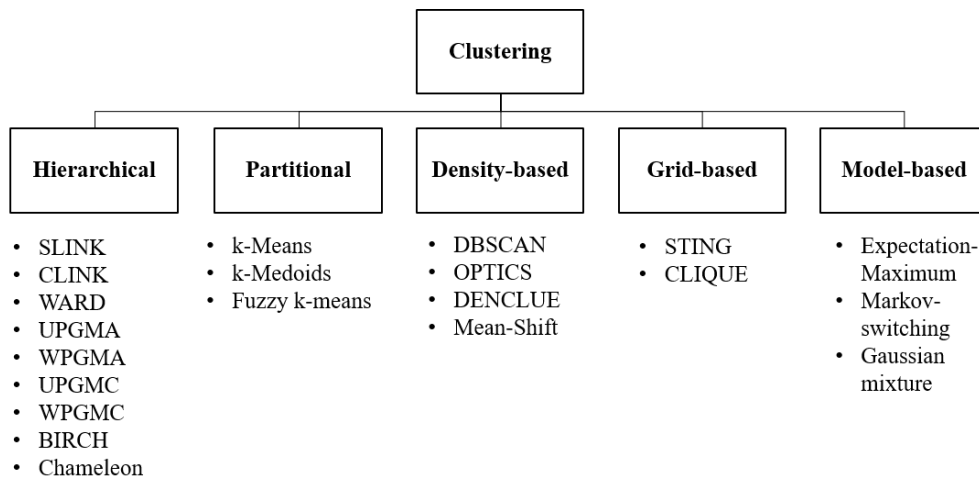 Clustering
Hierarchical
Partitional
Density-based
Grid-based
Model-based
• SLINK
• CLINK
• WARD
• UPGMA
• WPGMA
• UPGMC
• WPGMC
• BIRCH
• Chameleon
• k-Means
• k-Medoids
• Fuzzy k-means
• DBSCAN
• OPTICS
• DENCLUE
• Mean-Shift
• STING
• CLIQUE
• Expectation-
Maximum
• Markov-
switching
• Gaussian
mixture